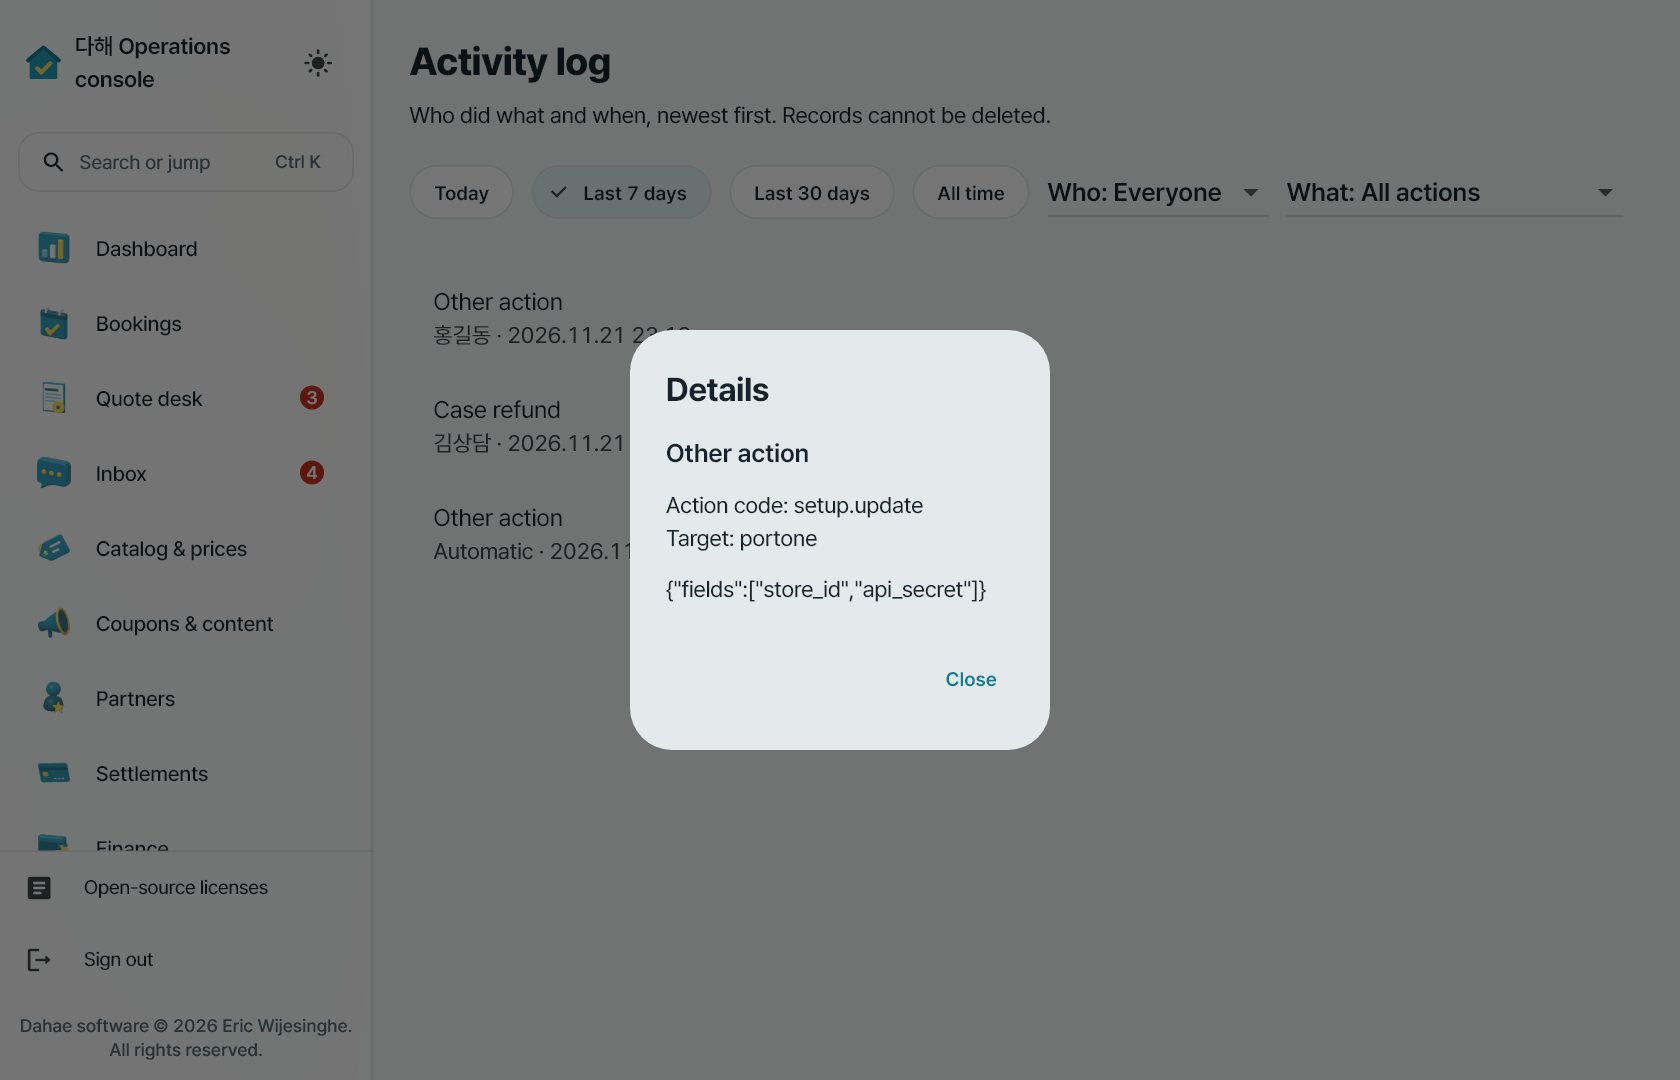 다해 Operations
console
Search or jump
Ctrl K
Dashboard
Bookings
Quote desk
3
Inbox
4
Catalog & prices
Coupons & content
Partners
Settlements
Finance
Open-source licenses
Sign out
Dahae software © 2026 Eric Wijesinghe.
All rights reserved.
Activity log
Who did what and when, newest first. Records cannot be deleted.
Today
Last 7 days
Last 30 days
All time
Who: Everyone
What: All actions
Other action
홍길동 · 2026.11.21
Case refund
김상담 · 2026.11.21
Other action
Automatic · 2026.11
Details
Other action
Action code: setup.update
Target: portone
{"fields":["store_id","api_secret"]}
Close